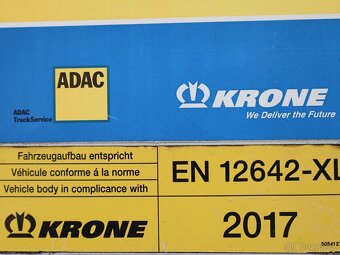 ADAC
KRONE
We Deliver the Future
ADAC
TruckService
Fahrzeugaufbau entspricht
Véhicule conforme á la norme
Vehicle body in complicance with
EN 12642-XL
KRONE
2017